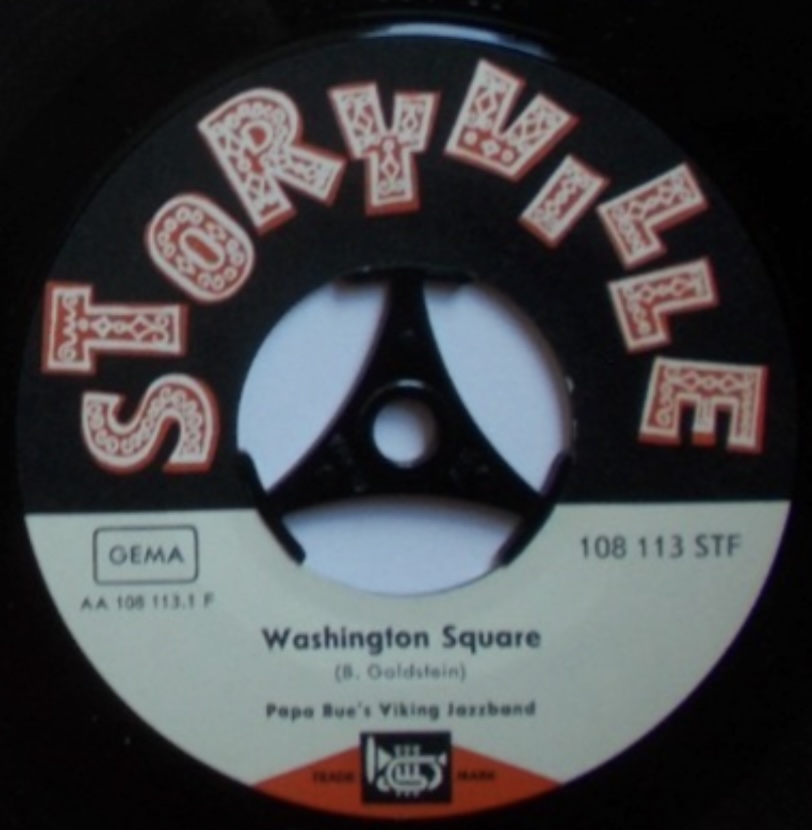 STORYVILLE
GEMA
108 113 STF
AA 108 113.1 F
Washington Square
(B. Goldstein)
Papa Bue's Viking Jazzband
TRADE MARK